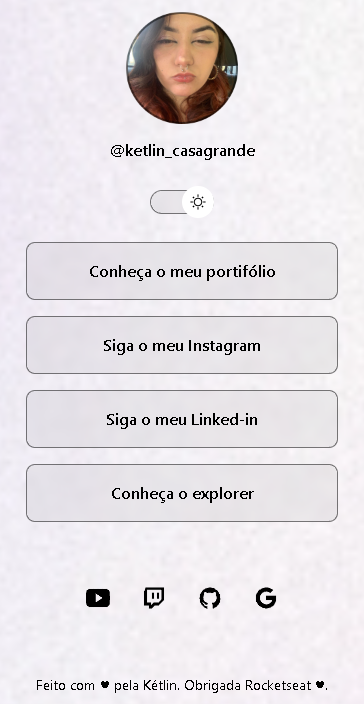 @ketlin_casagrande
Conheça o meu portifólio
Siga o meu Instagram
Siga o meu Linked-in
Conheça o explorer
Feito com ♥ pela Kétlin. Obrigada Rocketseat ♥.